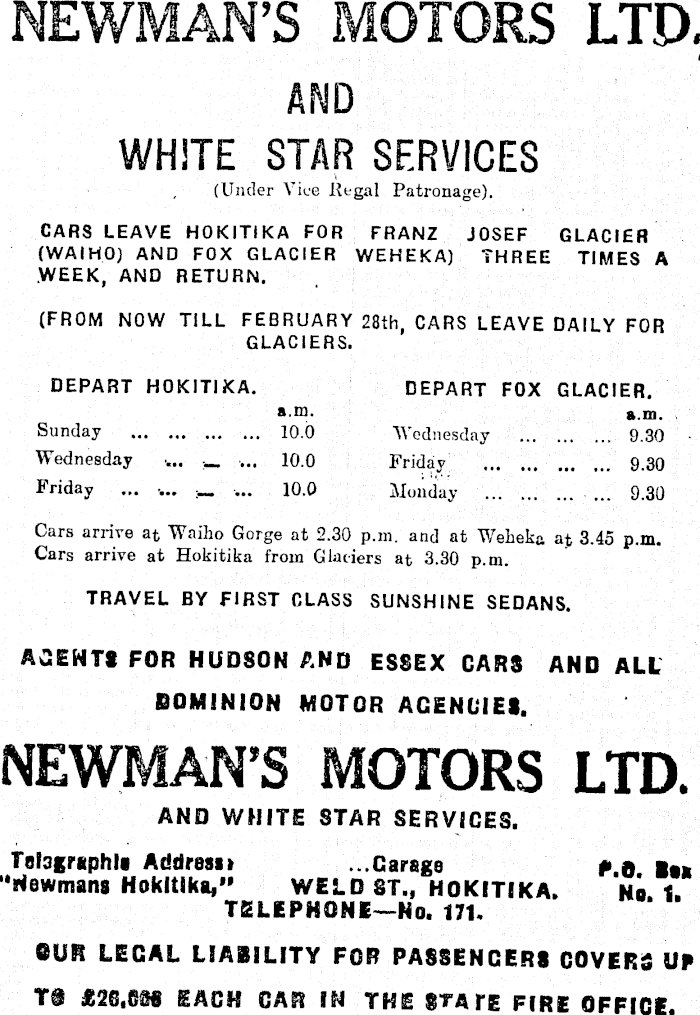 NEWMAN'S MOTORS LTD.
AND
WHITE STAR SERVICES
(Under Vice Regal Patronage).
CARS LEAVE HOKITIKA FOR FRANZ JOSEF GLACIER
(WAIHO) AND FOX GLACIER WEHEKA) THREE TIMES A
WEEK, AND RETURN.
(FROM NOW TILL FEBRUARY 28th, CARS LEAVE DAILY FOR
GLACIERS.
DEPART HOKITIKA.
a.m.
Sunday ... ... ... ... 10.0
Wednesday ... ... ... 10.0
Friday ... ... ... ... 10.0
DEPART FOX GLACIER.
a.m.
Wednesday ... ... ... 9.30
Friday ... ... ... ... 9.30
Monday ... ... ... ... 9.30
Cars arrive at Waiho Gorge at 2.30 p.m. and at Weheka at 3.45 p.m.
Cars arrive at Hokitika from Glaciers at 3.30 p.m.
TRAVEL BY FIRST CLASS SUNSHINE SEDANS.
AGENTS FOR HUDSON AND ESSEX CARS AND ALL
DOMINION MOTOR AGENCIES.
NEWMAN'S MOTORS LTD.
AND WHITE STAR SERVICES.
Telegraphic Address:
"Newmans Hokitika,"
...Garage
WELD ST., HOKITIKA.
P.O. Box
No. 1.
TELEPHONE—No. 171.
OUR LEGAL LIABILITY FOR PASSENGERS COVERS UP
TO EACH CAR IN THE STATE FIRE OFFICE.